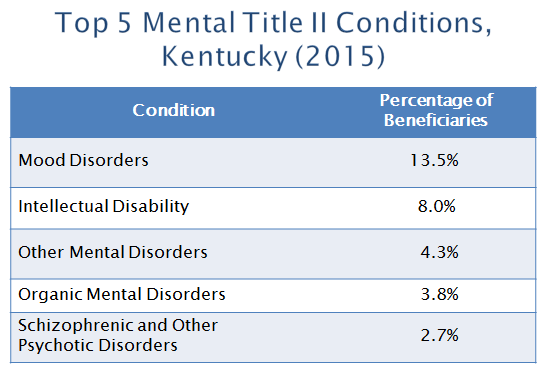 Top 5 Mental Title II Conditions,
Kentucky (2015)
Condition
Percentage of
Beneficiaries
Mood Disorders 13.5%
Intellectual Disability 8.0%
Other Mental Disorders 4.3%
Organic Mental Disorders 3.8%
Schizophrenic and Other
Psychotic Disorders 2.7%